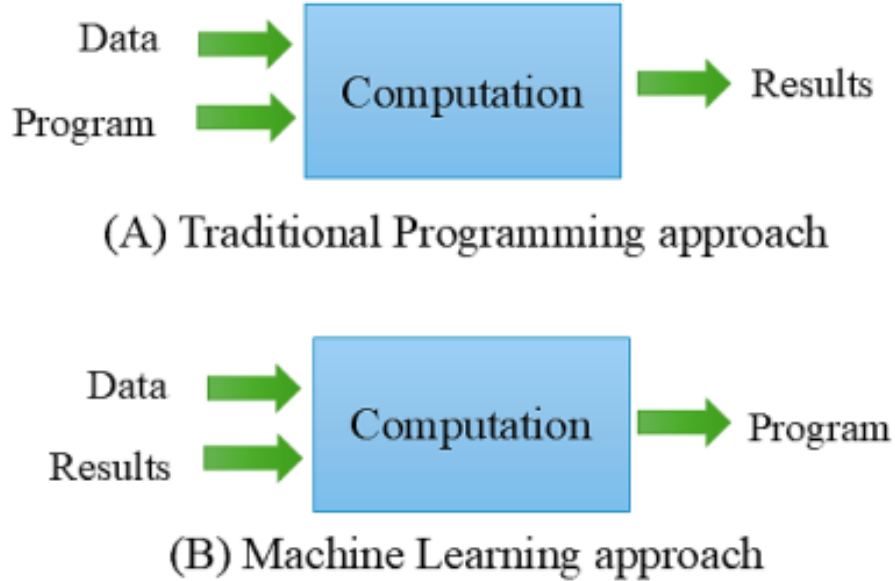 Data
Program
Computation
Results
(A) Traditional Programming approach
Data
Results
Computation
Program
(B) Machine Learning approach